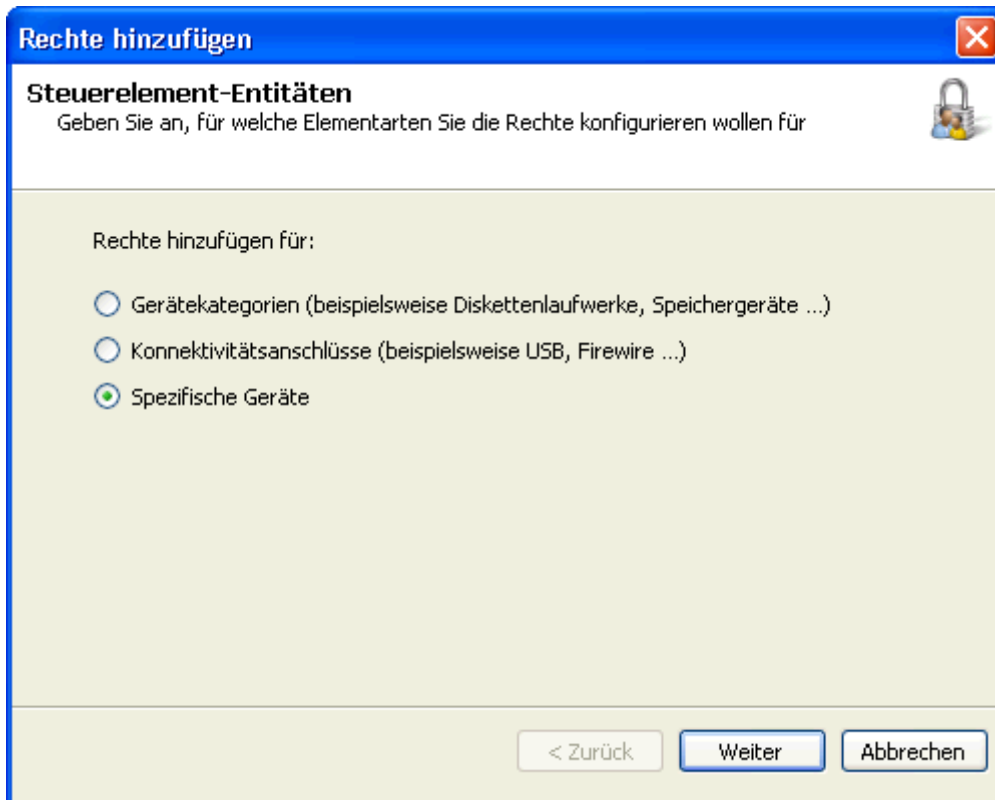 Rechte hinzufügen
Steuerelement-Entitäten
Geben Sie an, für welche Elementarten Sie die Rechte konfigurieren wollen für
Rechte hinzufügen für:
Gerätekategorien (beispielsweise Diskettenlaufwerke, Speichergeräte ...)
Konnektivitätsanschlüsse (beispielsweise USB, Firewire ...)
Spezifische Geräte
< Zurück
Weiter
Abbrechen